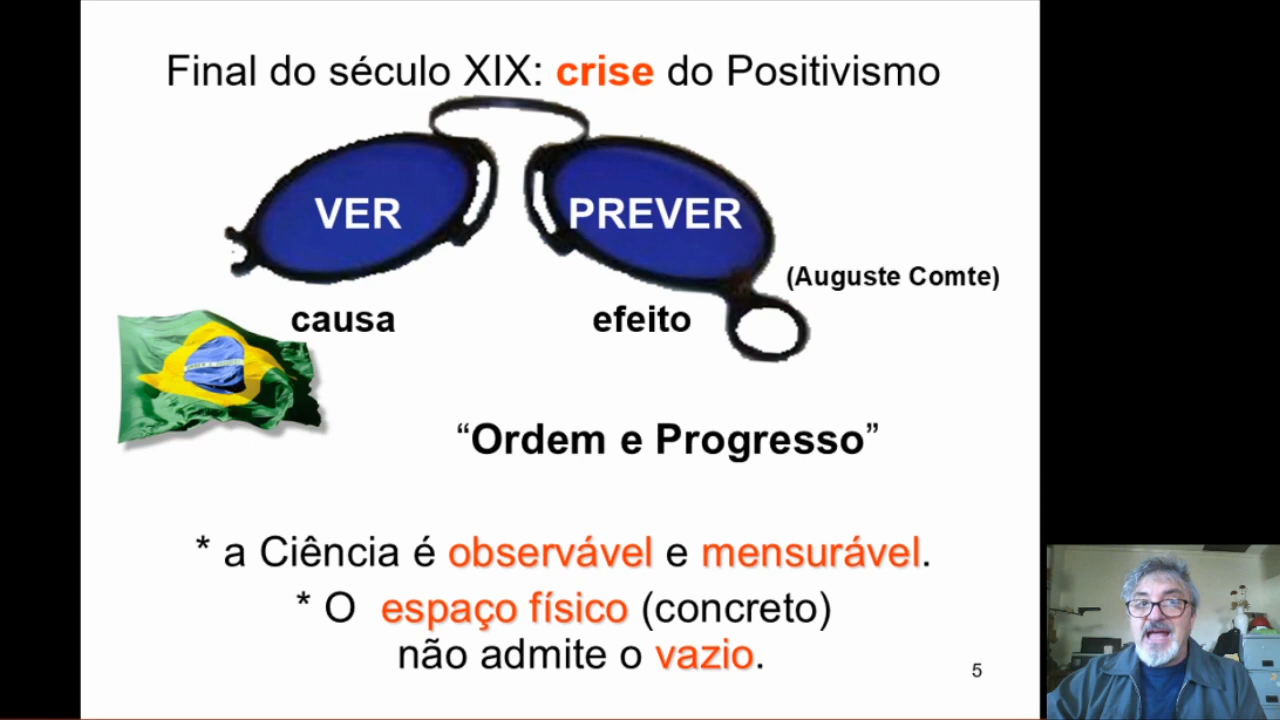 Final do século XIX: crise do Positivismo
VER PREVER
(Auguste Comte)
causa efeito
“Ordem e Progresso”
* a Ciência é observável e mensurável.
* O espaço físico (concreto)
não admite o vazio.
5